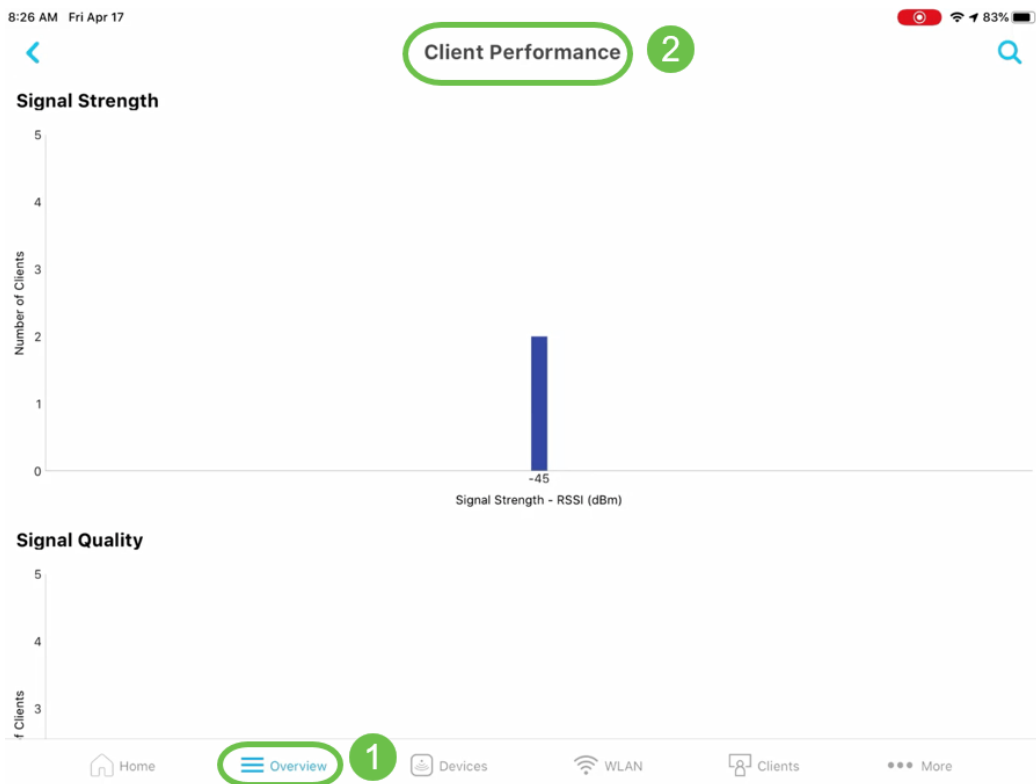 8:26 AM Fri Apr 17 83%
Client Performance 2
Signal Strength
5
4
3
2
1
0
Number of Clients
-45
Signal Strength - RSSI (dBm)
Signal Quality
5
4
3
of Clients
Home Overview 1 Devices WLAN Clients More